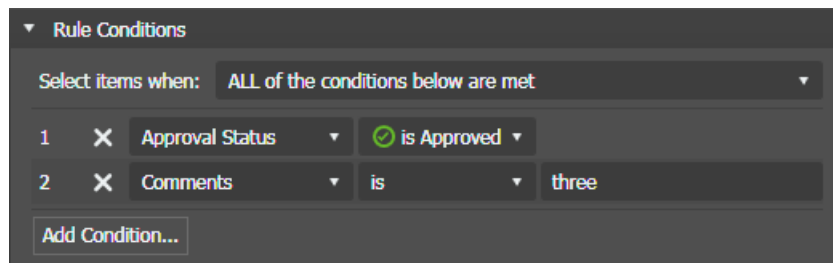 Rule Conditions
Select items when: ALL of the conditions below are met
1 Approval Status is Approved
2 Comments is three
Add Condition...